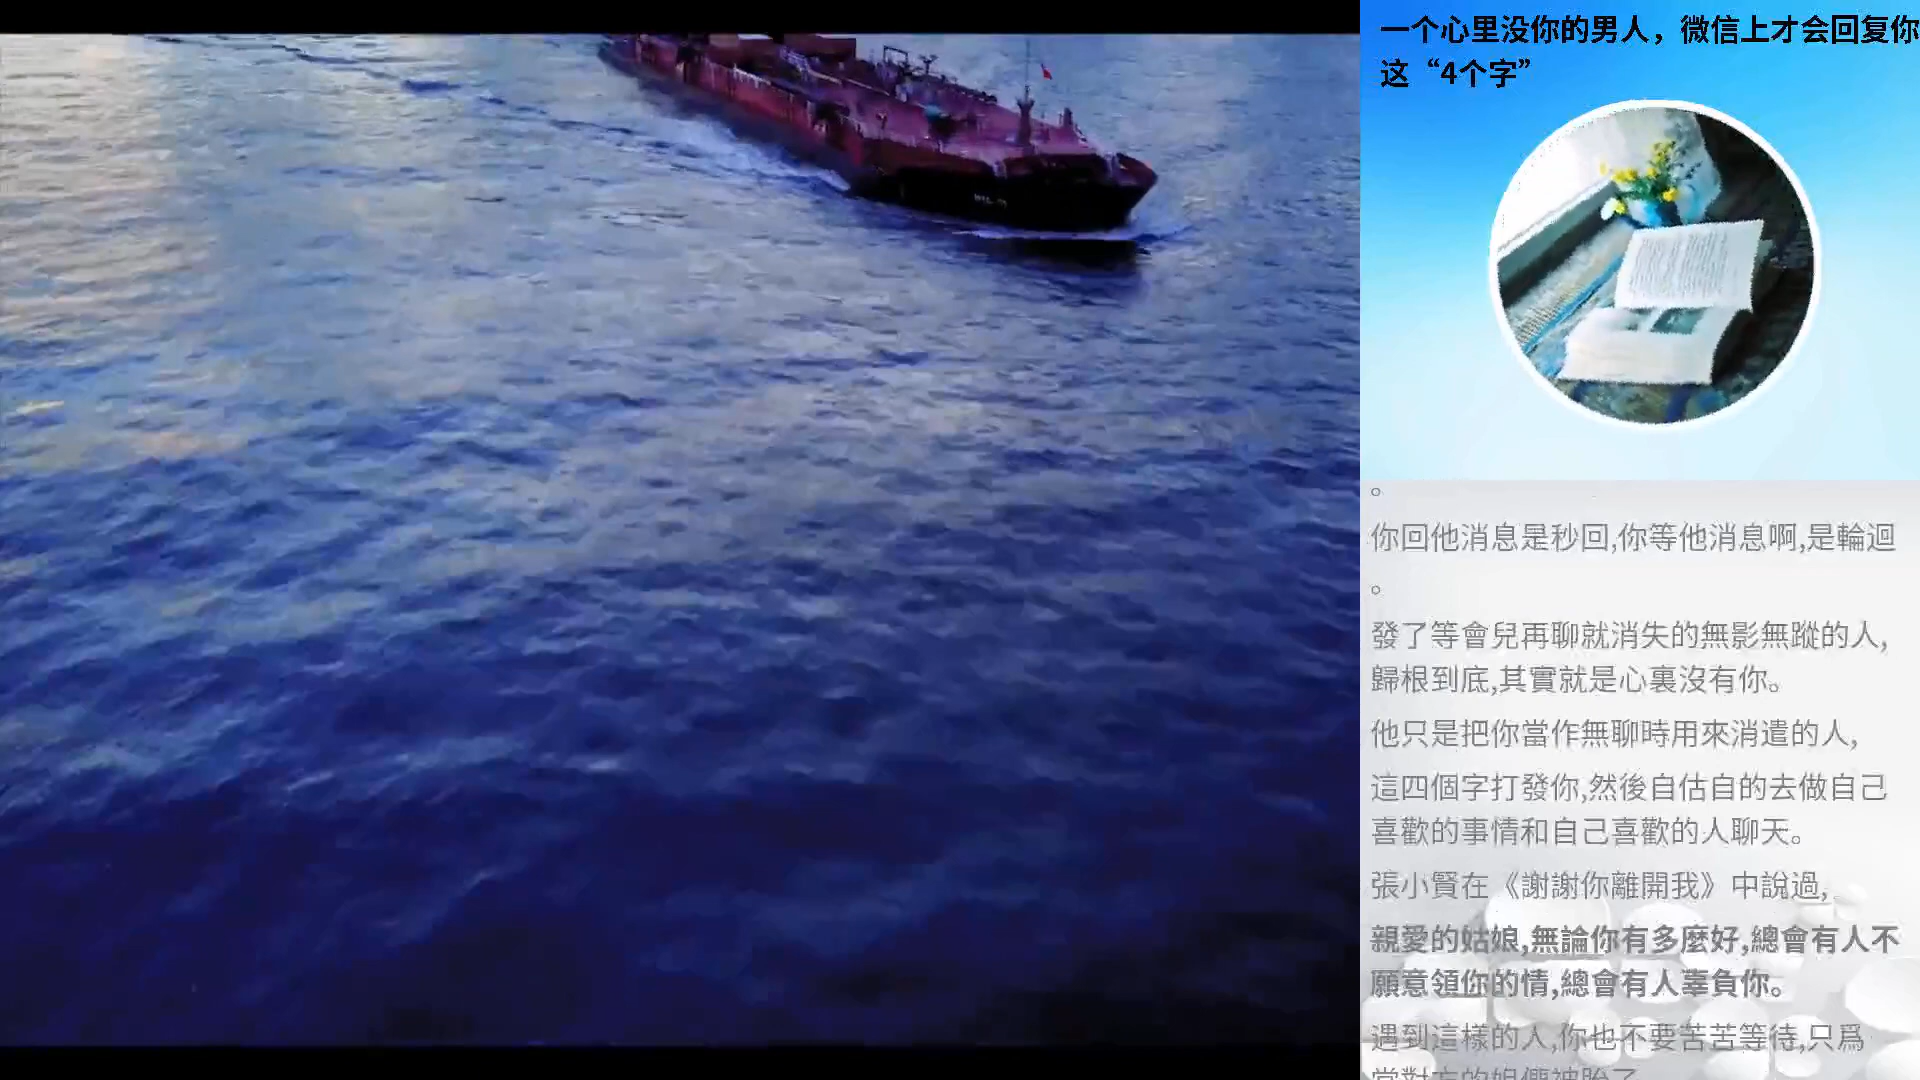 一个心里没你的男人，微信上才会回复你
这“4个字”
。
你回他消息是秒回,你等他消息啊,是輪迴
。
發了等會兒再聊就消失的無影無蹤的人,
歸根到底,其實就是心裏沒有你。
他只是把你當作無聊時用來消遣的人,
這四個字打發你,然後自估自的去做自己
喜歡的事情和自己喜歡的人聊天。
張小賢在《謝謝你離開我》中說過,
親愛的姑娘,無論你有多麼好,總會有人不
願意領你的情,總會有人辜負你。
遇到這樣的人,你也不要苦苦等待,只爲